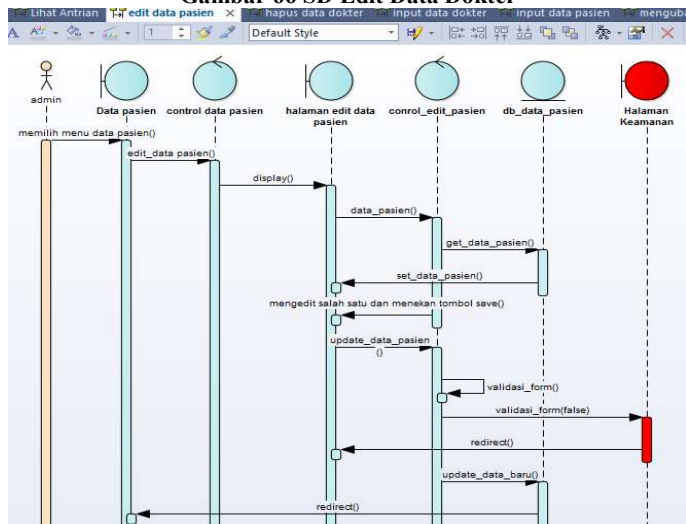 Gambar 66 SD Edit Data Dokter
Lihat Antrian edit data pasien hapus data dokter input data dokter input data pasien menguba
A 1 Default Style
admin
Data pasien
control data pasien
halaman edit data
pasien
conrol_edit_pasien
db_data_pasien
Halaman
Keamanan
memilih menu data pasien()
edit_data pasien()
display()
data_pasien()
get_data_pasien()
set_data_pasien()
mengedit salah satu dan menekan tombol save()
update_data_pasien
()
validasi_form()
validasi_form(false)
redirect()
update_data_baru()
redirect()